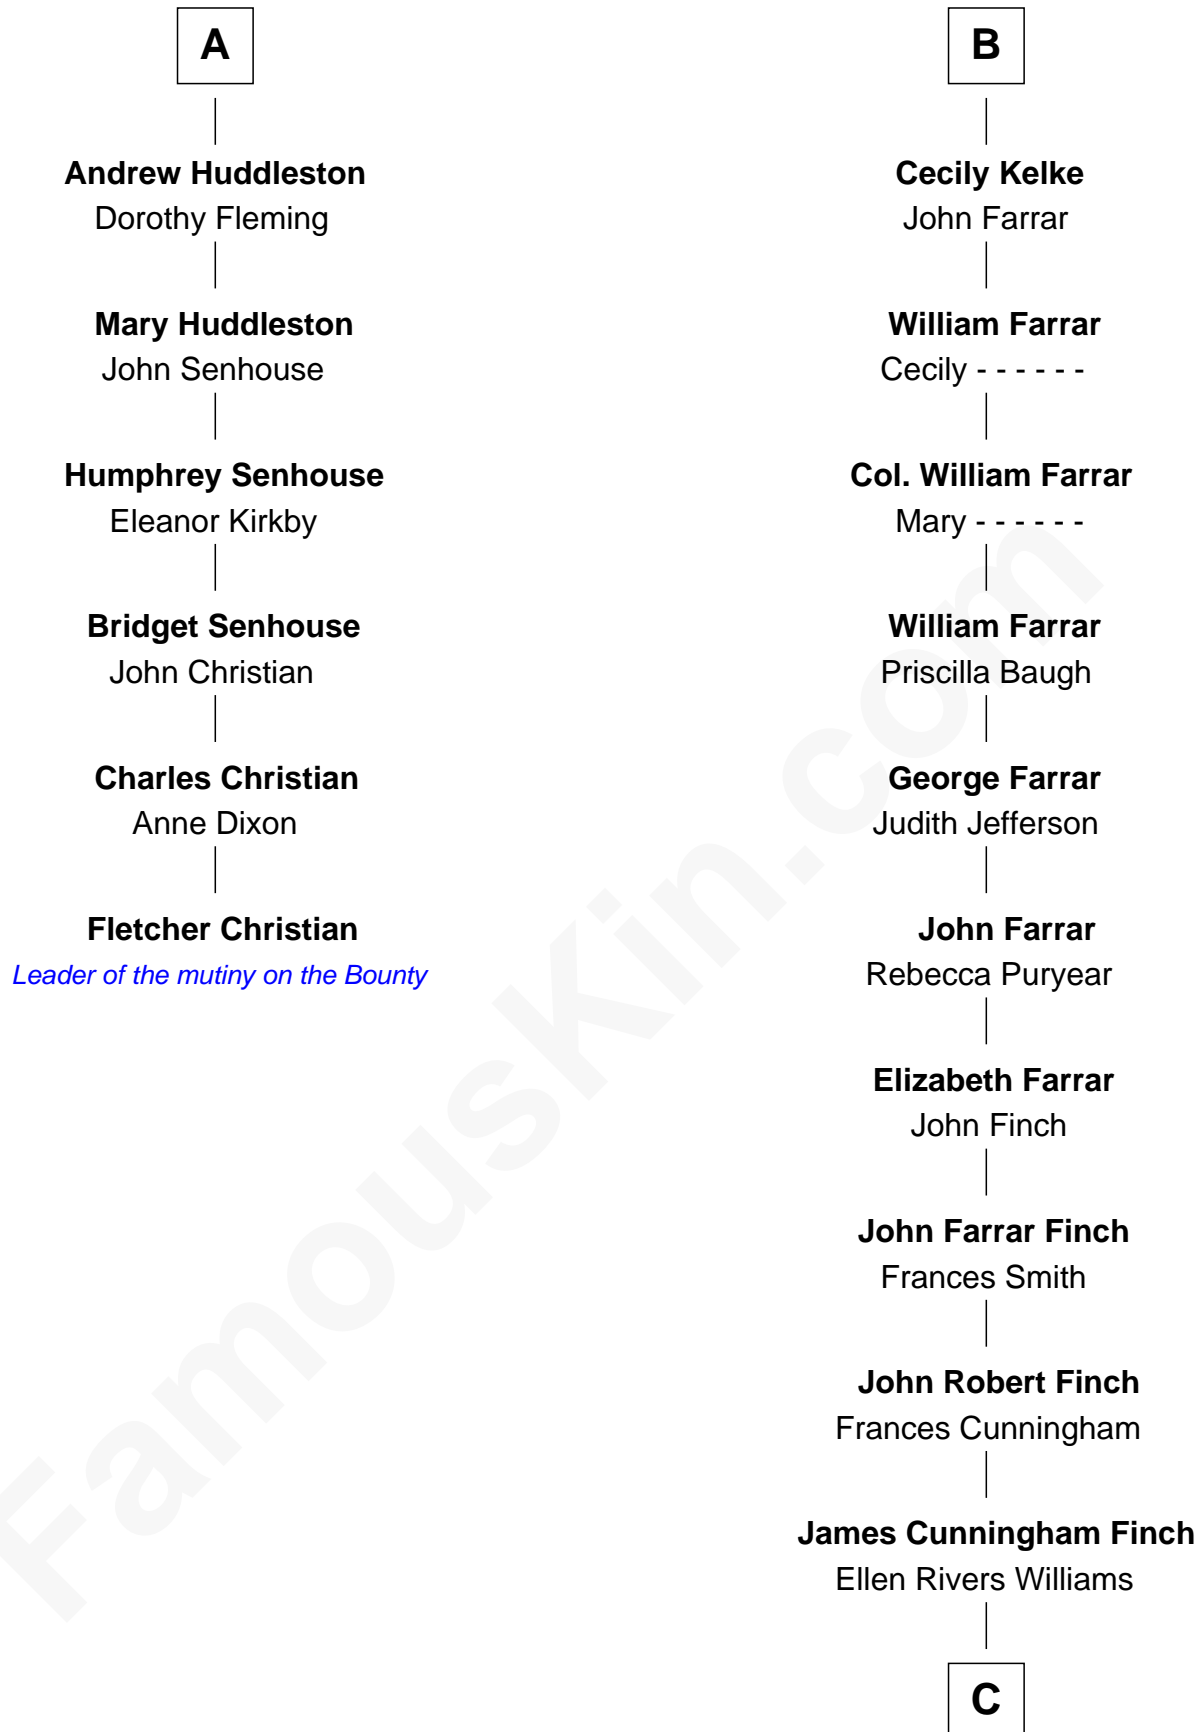 A
Andrew Huddleston
Dorothy Fleming
Mary Huddleston
John Senhouse
Humphrey Senhouse
Eleanor Kirkby
Bridget Senhouse
John Christian
Charles Christian
Anne Dixon
Fletcher Christian
Leader of the mutiny on the Bounty
B
Cecily Kelke
John Farrar
William Farrar
Cecily - - - - - -
Col. William Farrar
Mary - - - - - -
William Farrar
Priscilla Baugh
George Farrar
Judith Jefferson
John Farrar
Rebecca Puryear
Elizabeth Farrar
John Finch
John Farrar Finch
Frances Smith
John Robert Finch
Frances Cunningham
James Cunningham Finch
Ellen Rivers Williams
C
FamousKin.com